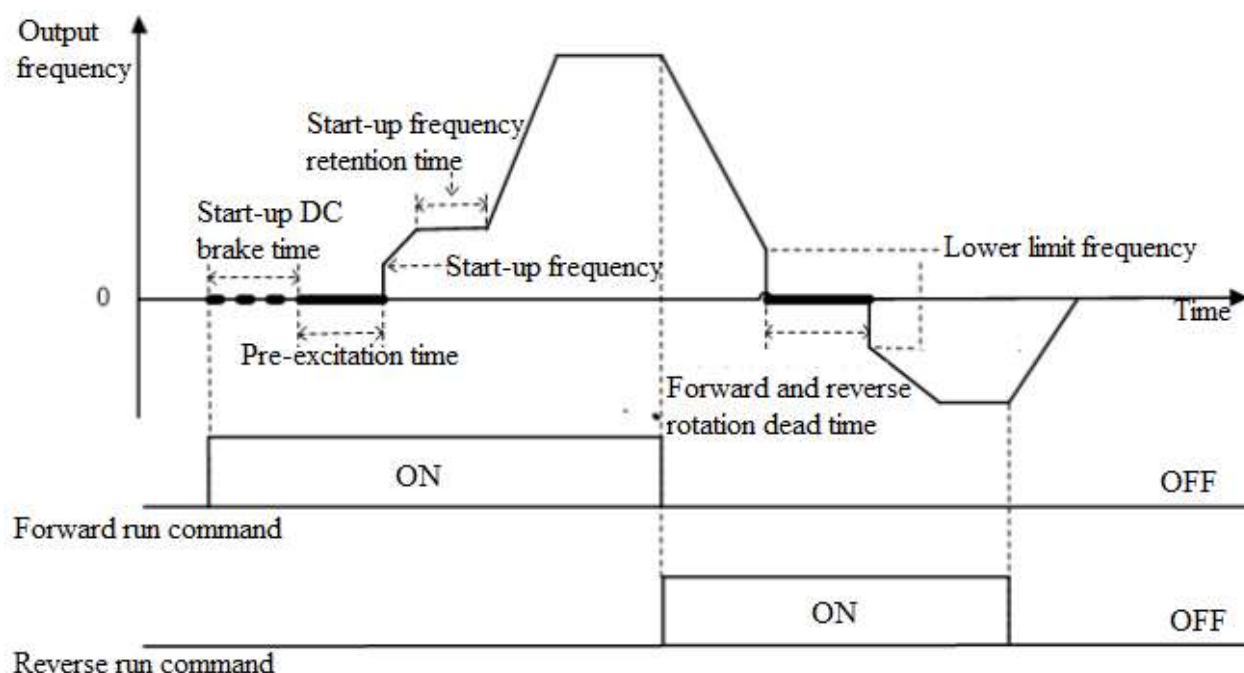 Output
frequency
Start-up frequency
retention time
Start-up DC
brake time
Lower limit frequency
Start-up frequency
0
Time
Pre-excitation time
Forward and reverse
rotation dead time
ON
OFF
Forward run command
ON
OFF
Reverse run command